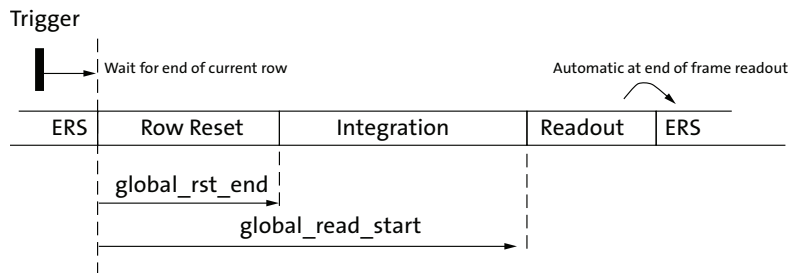 Trigger
Wait for end of current row
Automatic at end of frame readout
ERS Row Reset Integration Readout ERS
global_rst_end
global_read_start